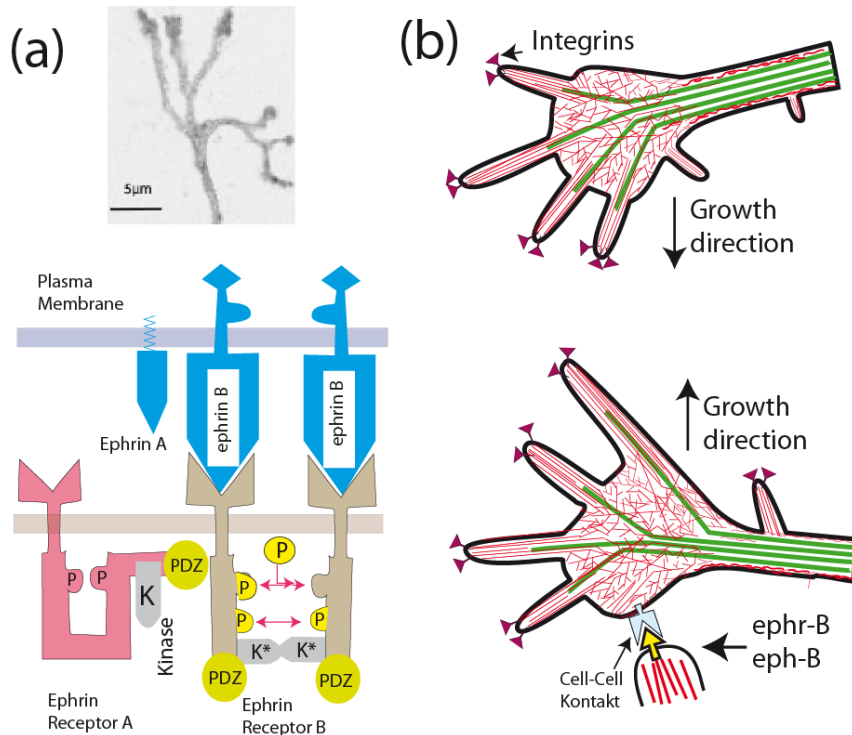 (a)
5µm
Plasma
Membrane
Ephrin A
ephrin B
ephrin B
P
P
P
P
P
P
K
Kinase
PDZ
K*
K*
PDZ
PDZ
Ephrin
Receptor A
Ephrin
Receptor B
(b)
Integrins
Growth
direction
Growth
direction
ephr-B
eph-B
Cell-Cell
Kontakt